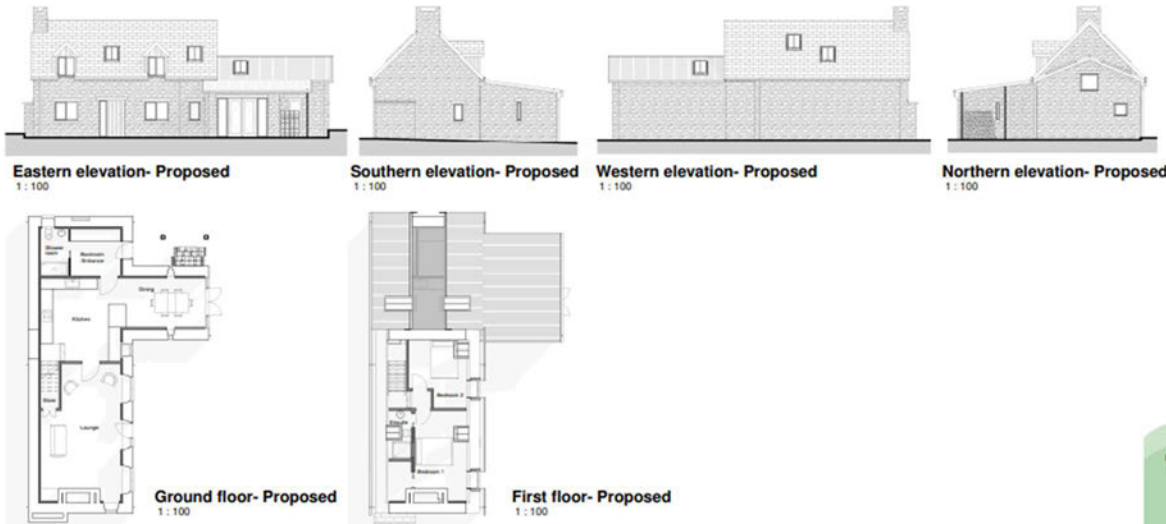 Eastern elevation- Proposed
1 : 100
Southern elevation- Proposed
1 : 100
Western elevation- Proposed
1 : 100
Northern elevation- Proposed
1 : 100
Shower
room
Entrance
Dining
Kitchen
Store
Lounge
Ground floor- Proposed
1 : 100
Bedroom 2
Ensuite
Bedroom 1
First floor- Proposed
1 : 100